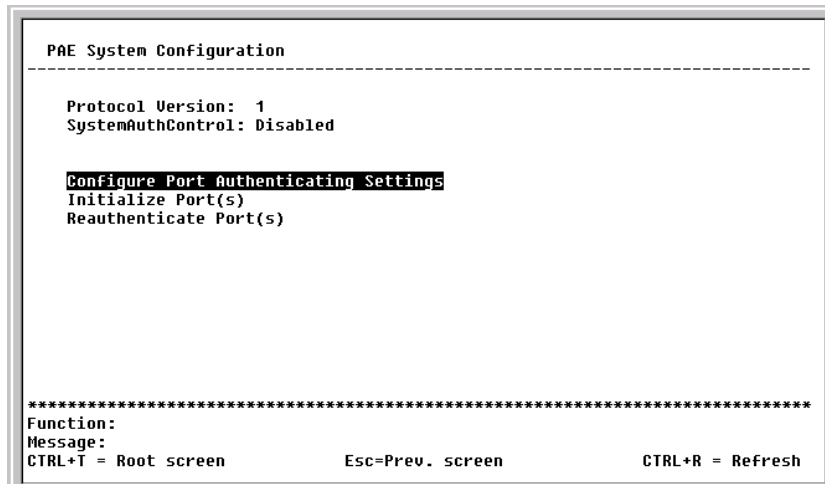 PAE System Configuration
--------------------------------------------------------------------------------
Protocol Version:  1
SystemAuthControl: Disabled
Configure Port Authenticating Settings
Initialize Port(s)
Reauthenticate Port(s)
********************************************************************************
Function:
Message:
CTRL+T = Root screen            Esc=Prev. screen              CTRL+R = Refresh